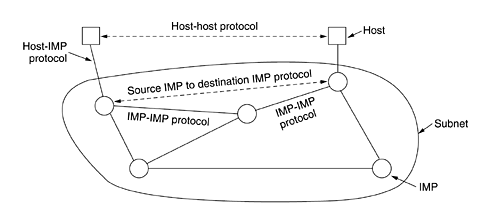 Host-host protocol
Host
Host-IMP
protocol
Source IMP to destination IMP protocol
IMP-IMP protocol
IMP-IMP
protocol
Subnet
IMP